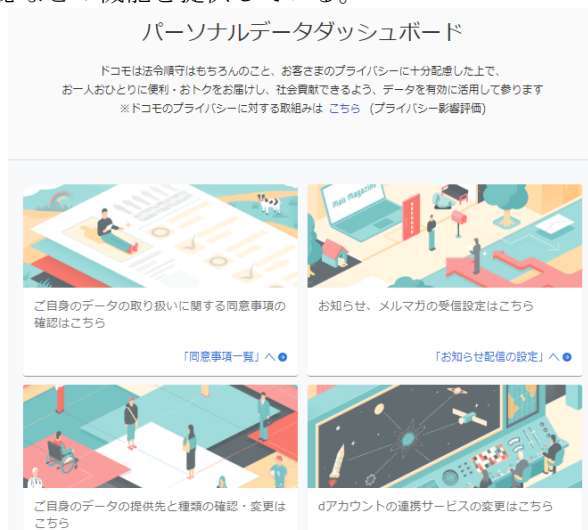 などの機能を提供している。
パーソナルデータダッシュボード
ドコモは法令順守はもちろんのこと、お客さまのプライバシーに十分配慮した上で、
お一人おひとりに便利・おトクをお届けし、社会貢献できるよう、データを有効に活用して参ります
※ドコモのプライバシーに対する取組みは こちら (プライバシー影響評価)
Mail Magazine
ご自身のデータの取り扱いに関する同意事項の
確認はこちら
「同意事項一覧」へ
お知らせ、メルマガの受信設定はこちら
「お知らせ配信の設定」へ
ご自身のデータの提供先と種類の確認・変更は
こちら
dアカウントの連携サービスの変更はこちら